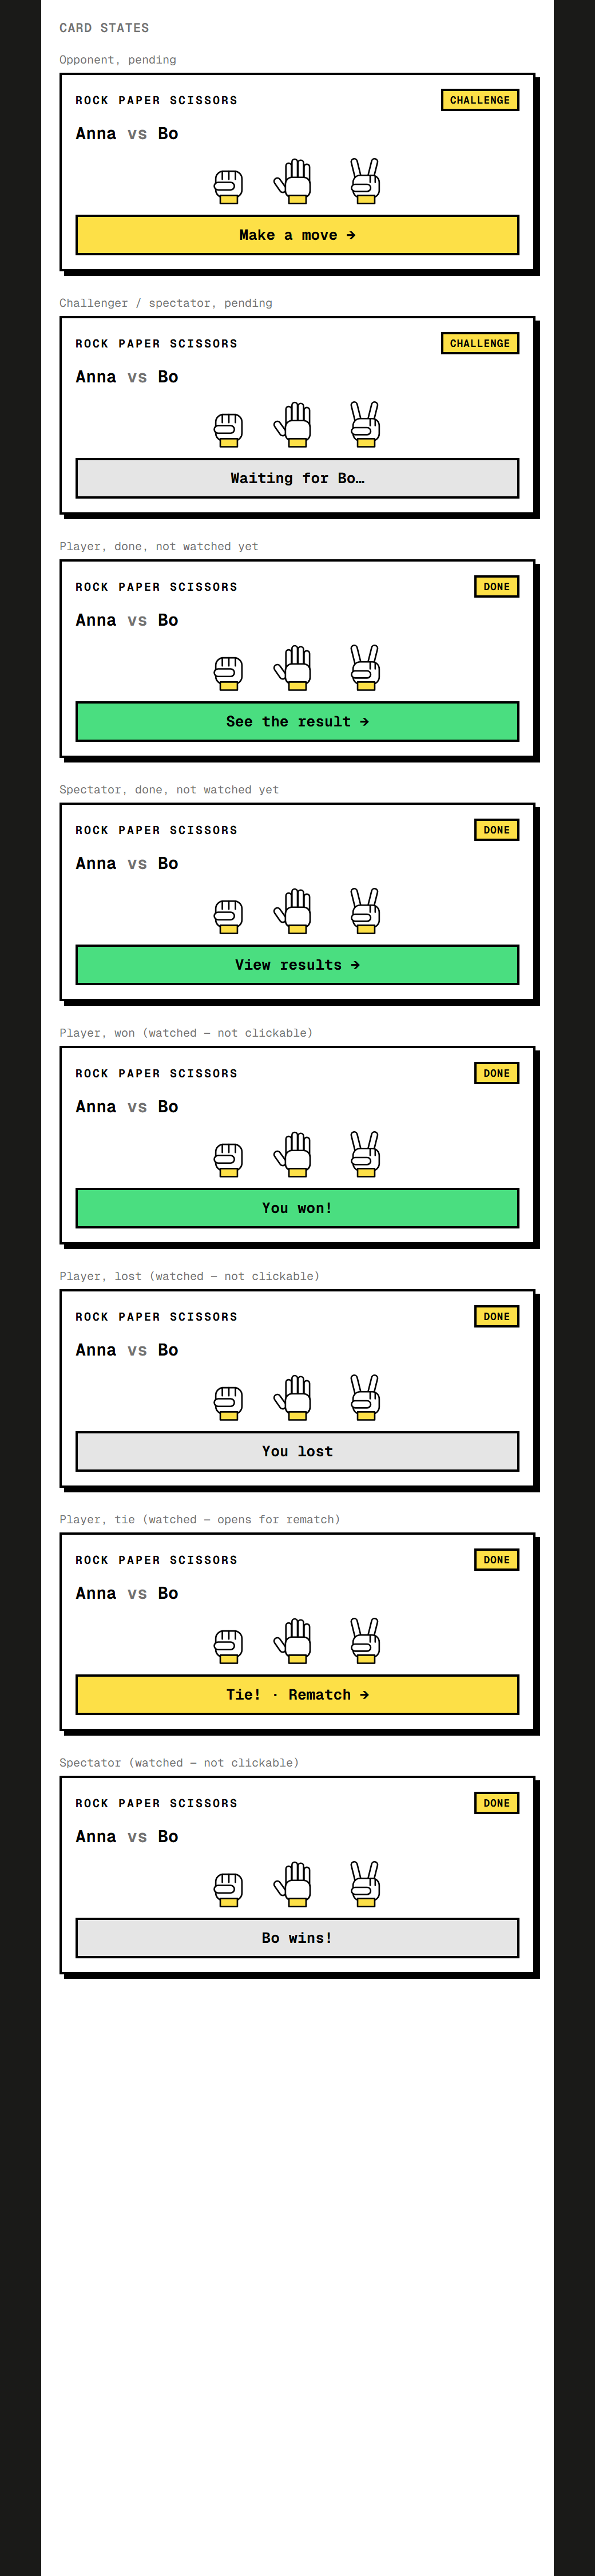 CARD STATES
Opponent, pending
ROCK PAPER SCISSORS CHALLENGE
Anna vs Bo
Make a move →
Challenger / spectator, pending
ROCK PAPER SCISSORS CHALLENGE
Anna vs Bo
Waiting for Bo…
Player, done, not watched yet
ROCK PAPER SCISSORS DONE
Anna vs Bo
See the result →
Spectator, done, not watched yet
ROCK PAPER SCISSORS DONE
Anna vs Bo
View results →
Player, won (watched — not clickable)
ROCK PAPER SCISSORS DONE
Anna vs Bo
You won!
Player, lost (watched — not clickable)
ROCK PAPER SCISSORS DONE
Anna vs Bo
You lost
Player, tie (watched — opens for rematch)
ROCK PAPER SCISSORS DONE
Anna vs Bo
Tie! · Rematch →
Spectator (watched — not clickable)
ROCK PAPER SCISSORS DONE
Anna vs Bo
Bo wins!